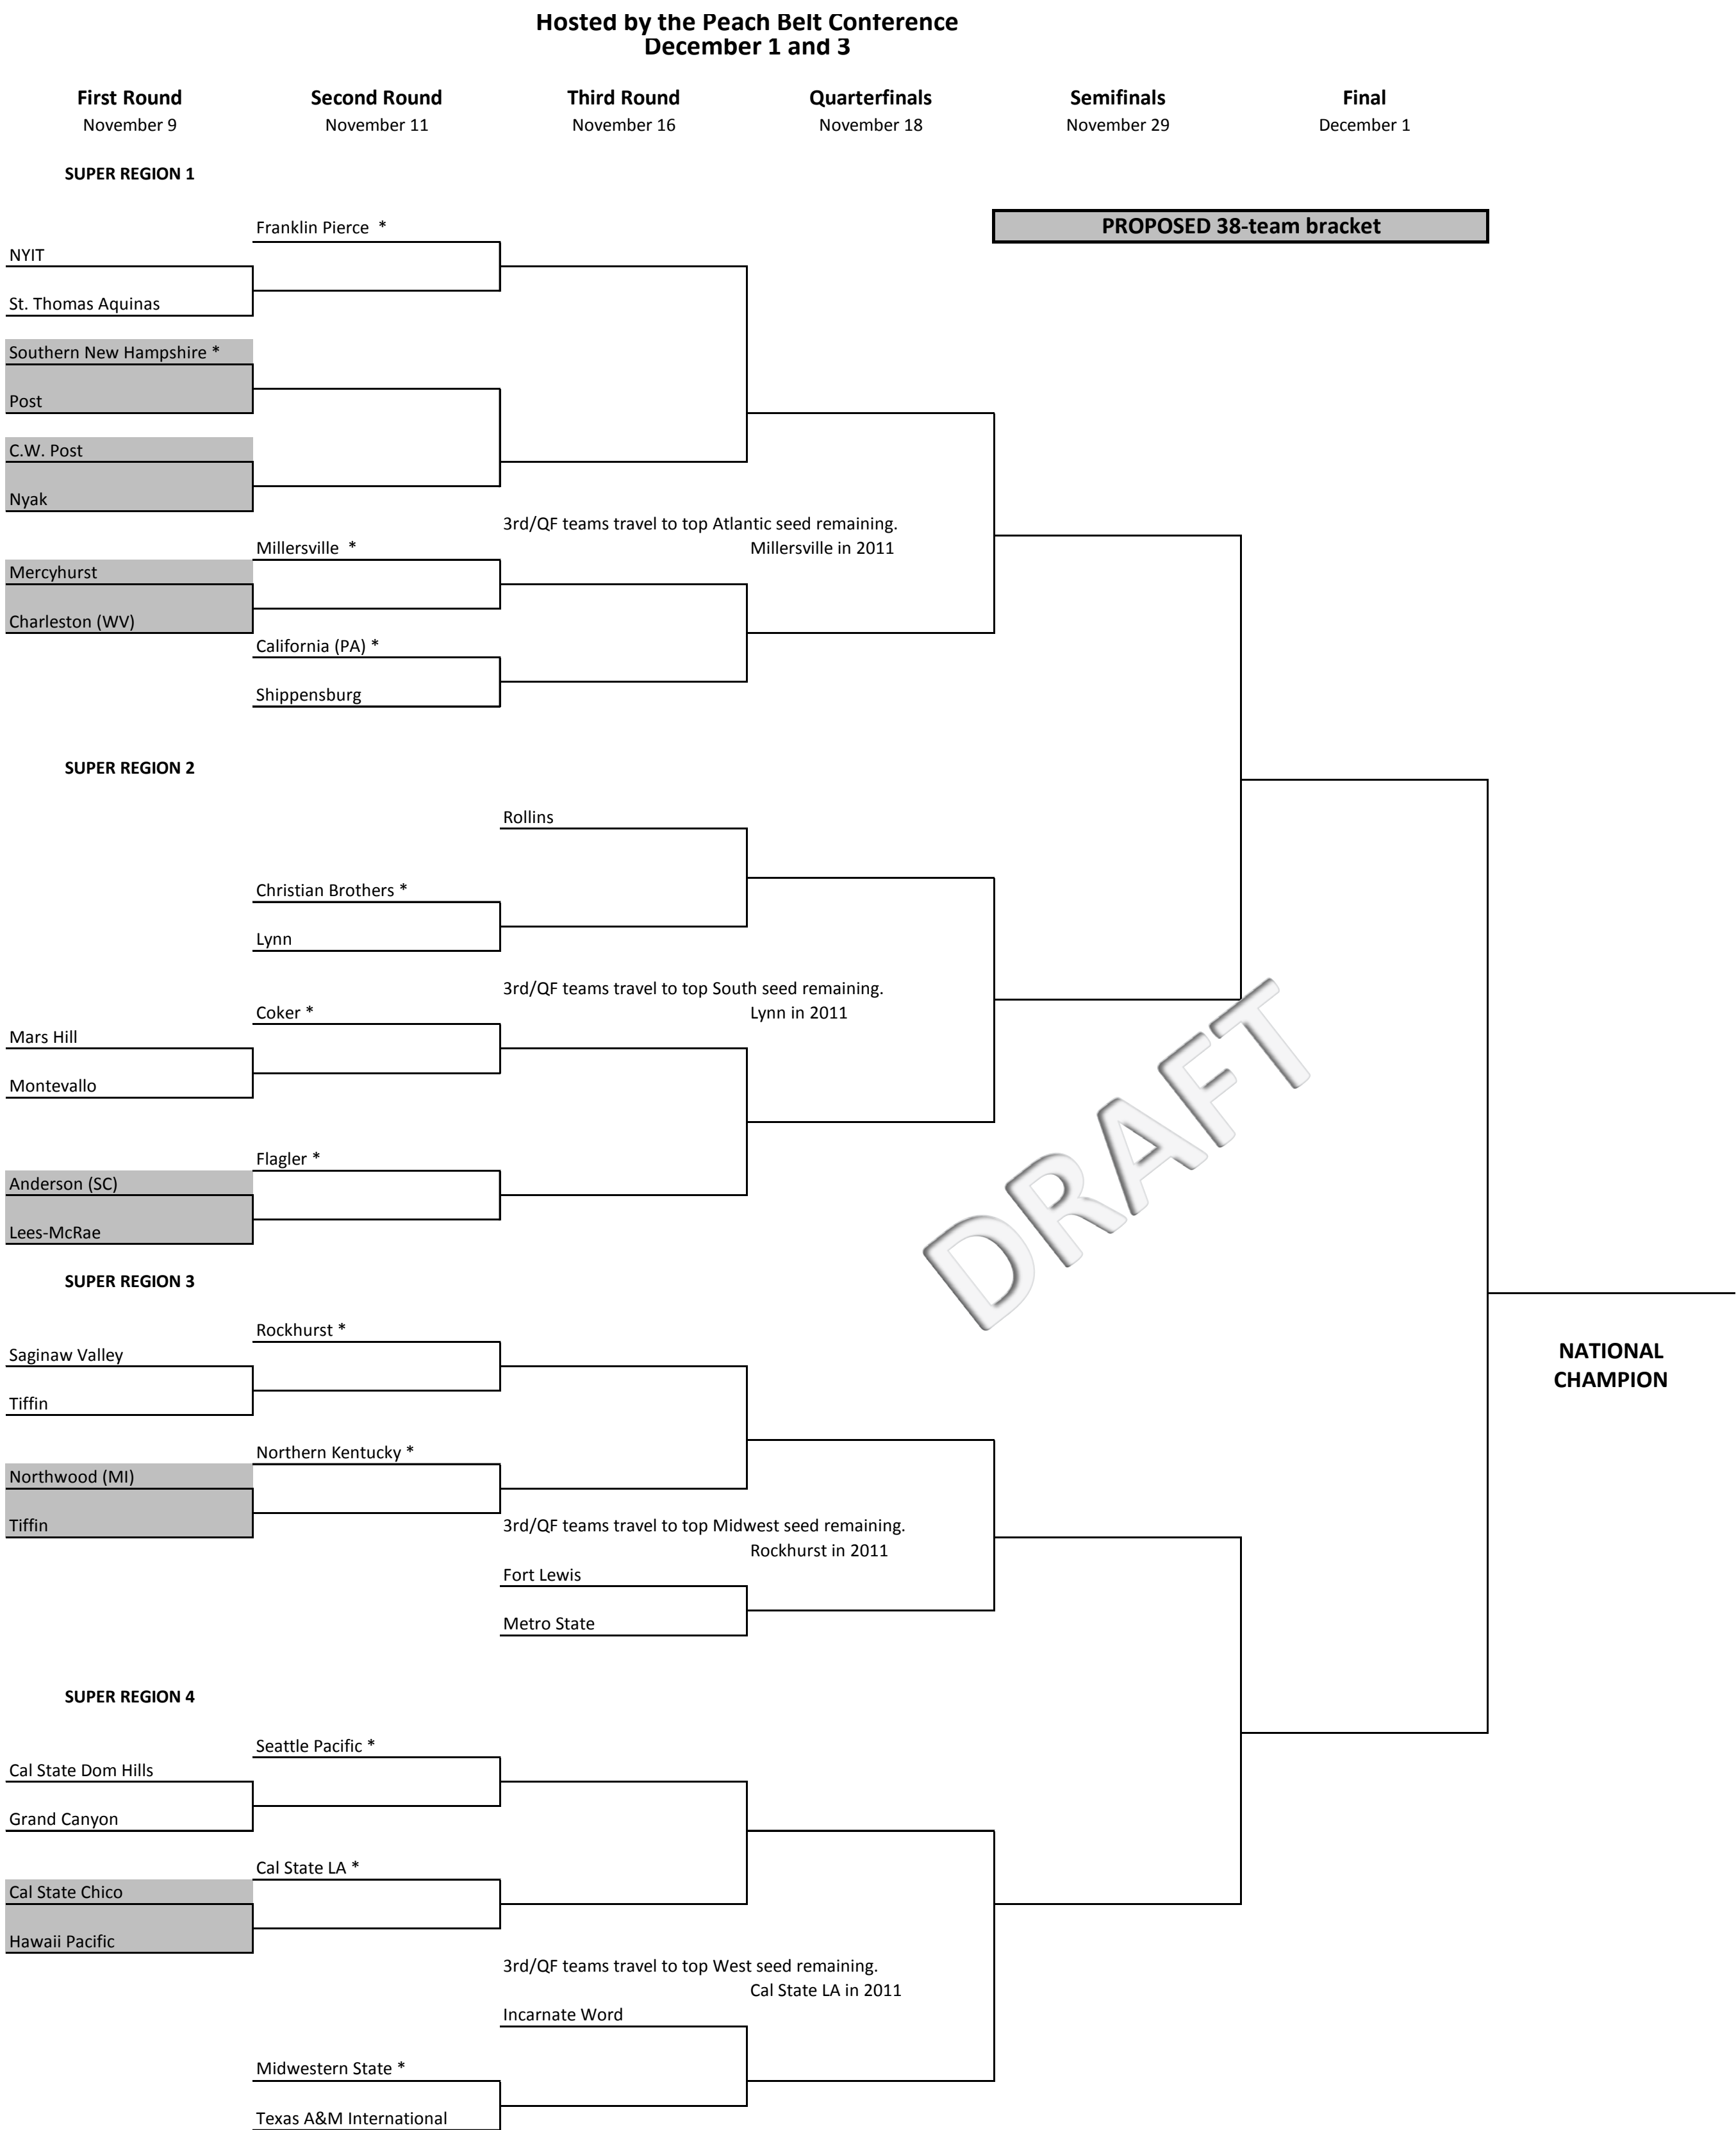 Hosted by the Peach Belt Conference
December 1 and 3
First Round Second Round Third Round Quarterfinals Semifinals Final
November 9 November 11 November 16 November 18 November 29 December 1
SUPER REGION 1
PROPOSED 38-team bracket
Franklin Pierce *
NYIT
St. Thomas Aquinas
Southern New Hampshire *
Post
C.W. Post
Nyak
3rd/QF teams travel to top Atlantic seed remaining.
Millersville * Millersville in 2011
Mercyhurst
Charleston (WV)
California (PA) *
Shippensburg
SUPER REGION 2
Rollins
Christian Brothers *
Lynn
3rd/QF teams travel to top South seed remaining.
Coker * Lynn in 2011
Mars Hill
Montevallo
Flagler *
Anderson (SC)
Lees-McRae
DRAFT
SUPER REGION 3
Rockhurst *
Saginaw Valley
Tiffin
NATIONAL
CHAMPION
Northern Kentucky *
Northwood (MI)
Tiffin
3rd/QF teams travel to top Midwest seed remaining.
Rockhurst in 2011
Fort Lewis
Metro State
SUPER REGION 4
Seattle Pacific *
Cal State Dom Hills
Grand Canyon
Cal State LA *
Cal State Chico
Hawaii Pacific
3rd/QF teams travel to top West seed remaining.
Cal State LA in 2011
Incarnate Word
Midwestern State *
Texas A&M International